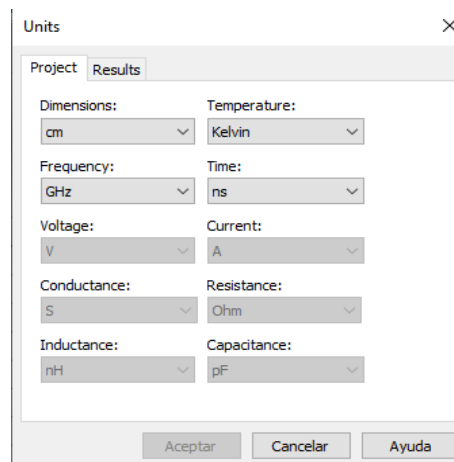 Units
Project Results
Dimensions: Temperature:
cm Kelvin
Frequency: Time:
GHz ns
Voltage: Current:
V A
Conductance: Resistance:
S Ohm
Inductance: Capacitance:
nH pF
Aceptar Cancelar Ayuda